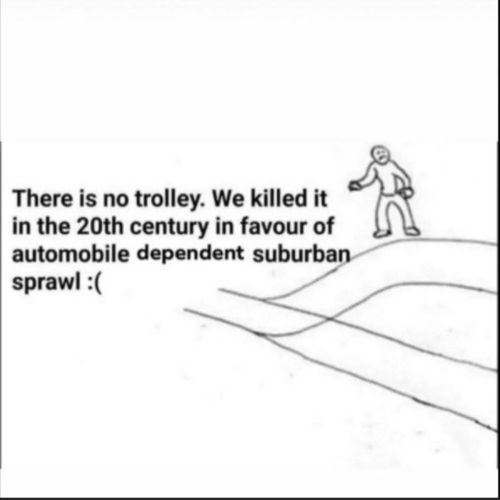 There is no trolley. We killed it
in the 20th century in favour of
automobile dependent suburban
sprawl :(